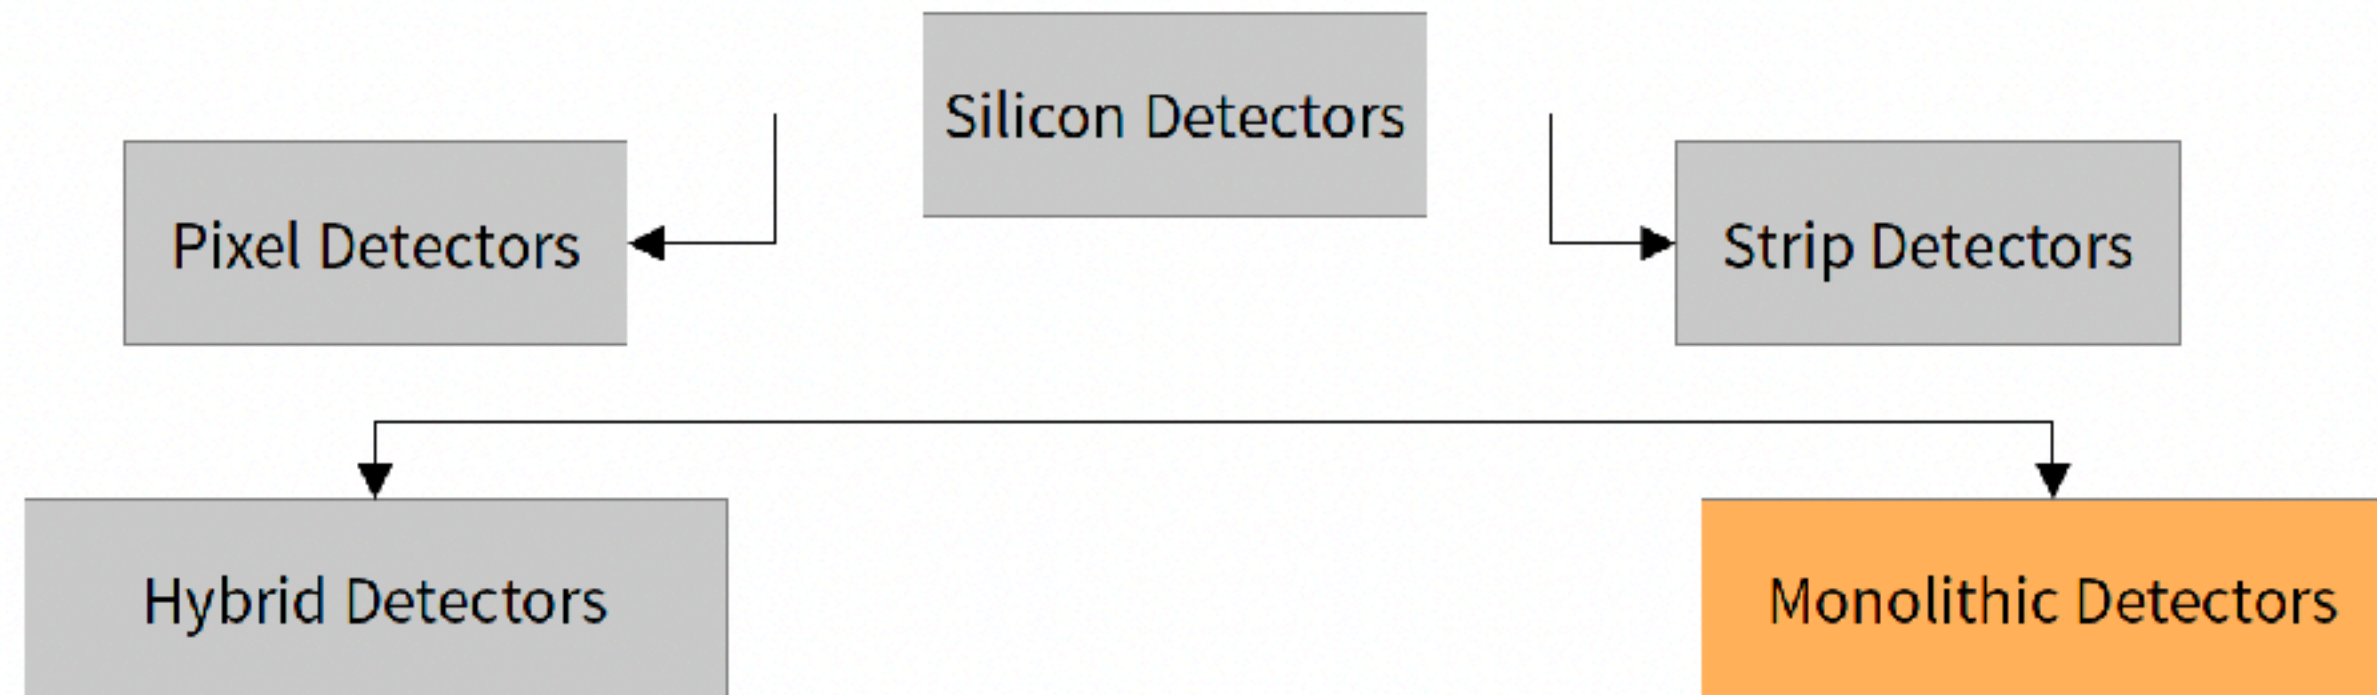 Silicon Detectors
Pixel Detectors
Strip Detectors
Hybrid Detectors
Monolithic Detectors